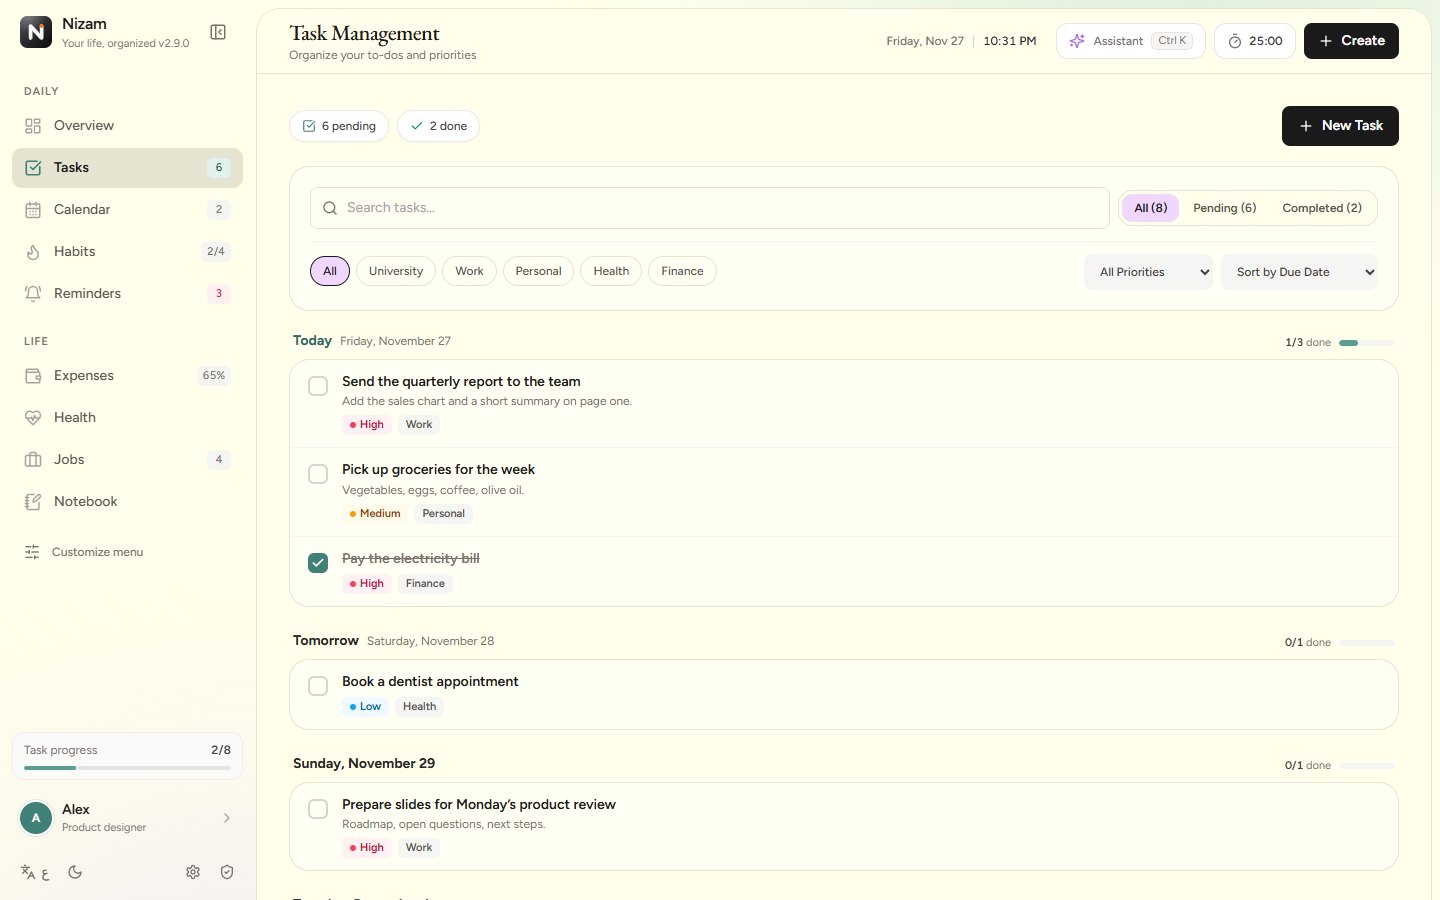 Nizam
Your life, organized v2.9.0
DAILY
Overview
Tasks 6
Calendar 2
Habits 2/4
Reminders 3
LIFE
Expenses 65%
Health
Jobs 4
Notebook
Customize menu
Task progress 2/8
A
Alex
Product designer
ع
Task Management
Organize your to-dos and priorities
Friday, Nov 27 | 10:31 PM
Assistant Ctrl K
25:00
Create
6 pending
2 done
New Task
Search tasks...
All (8) Pending (6) Completed (2)
All University Work Personal Health Finance
All Priorities Sort by Due Date
Today Friday, November 27 1/3 done
Send the quarterly report to the team
Add the sales chart and a short summary on page one.
High Work
Pick up groceries for the week
Vegetables, eggs, coffee, olive oil.
Medium Personal
Pay the electricity bill
High Finance
Tomorrow Saturday, November 28 0/1 done
Book a dentist appointment
Low Health
Sunday, November 29 0/1 done
Prepare slides for Monday's product review
Roadmap, open questions, next steps.
High Work